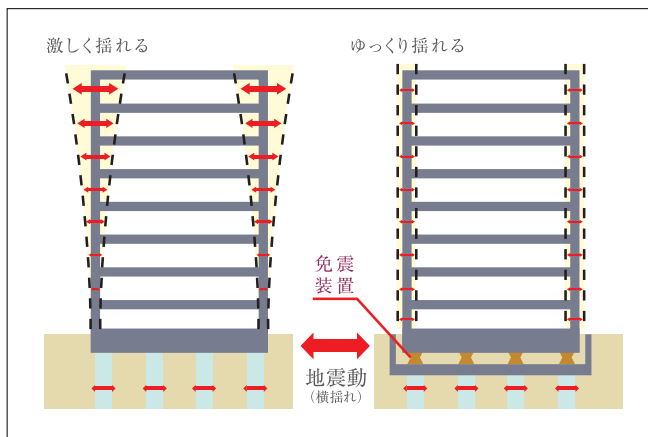 激しく揺れる
ゆっくり揺れる
免震
装置
地震動
(横揺れ)